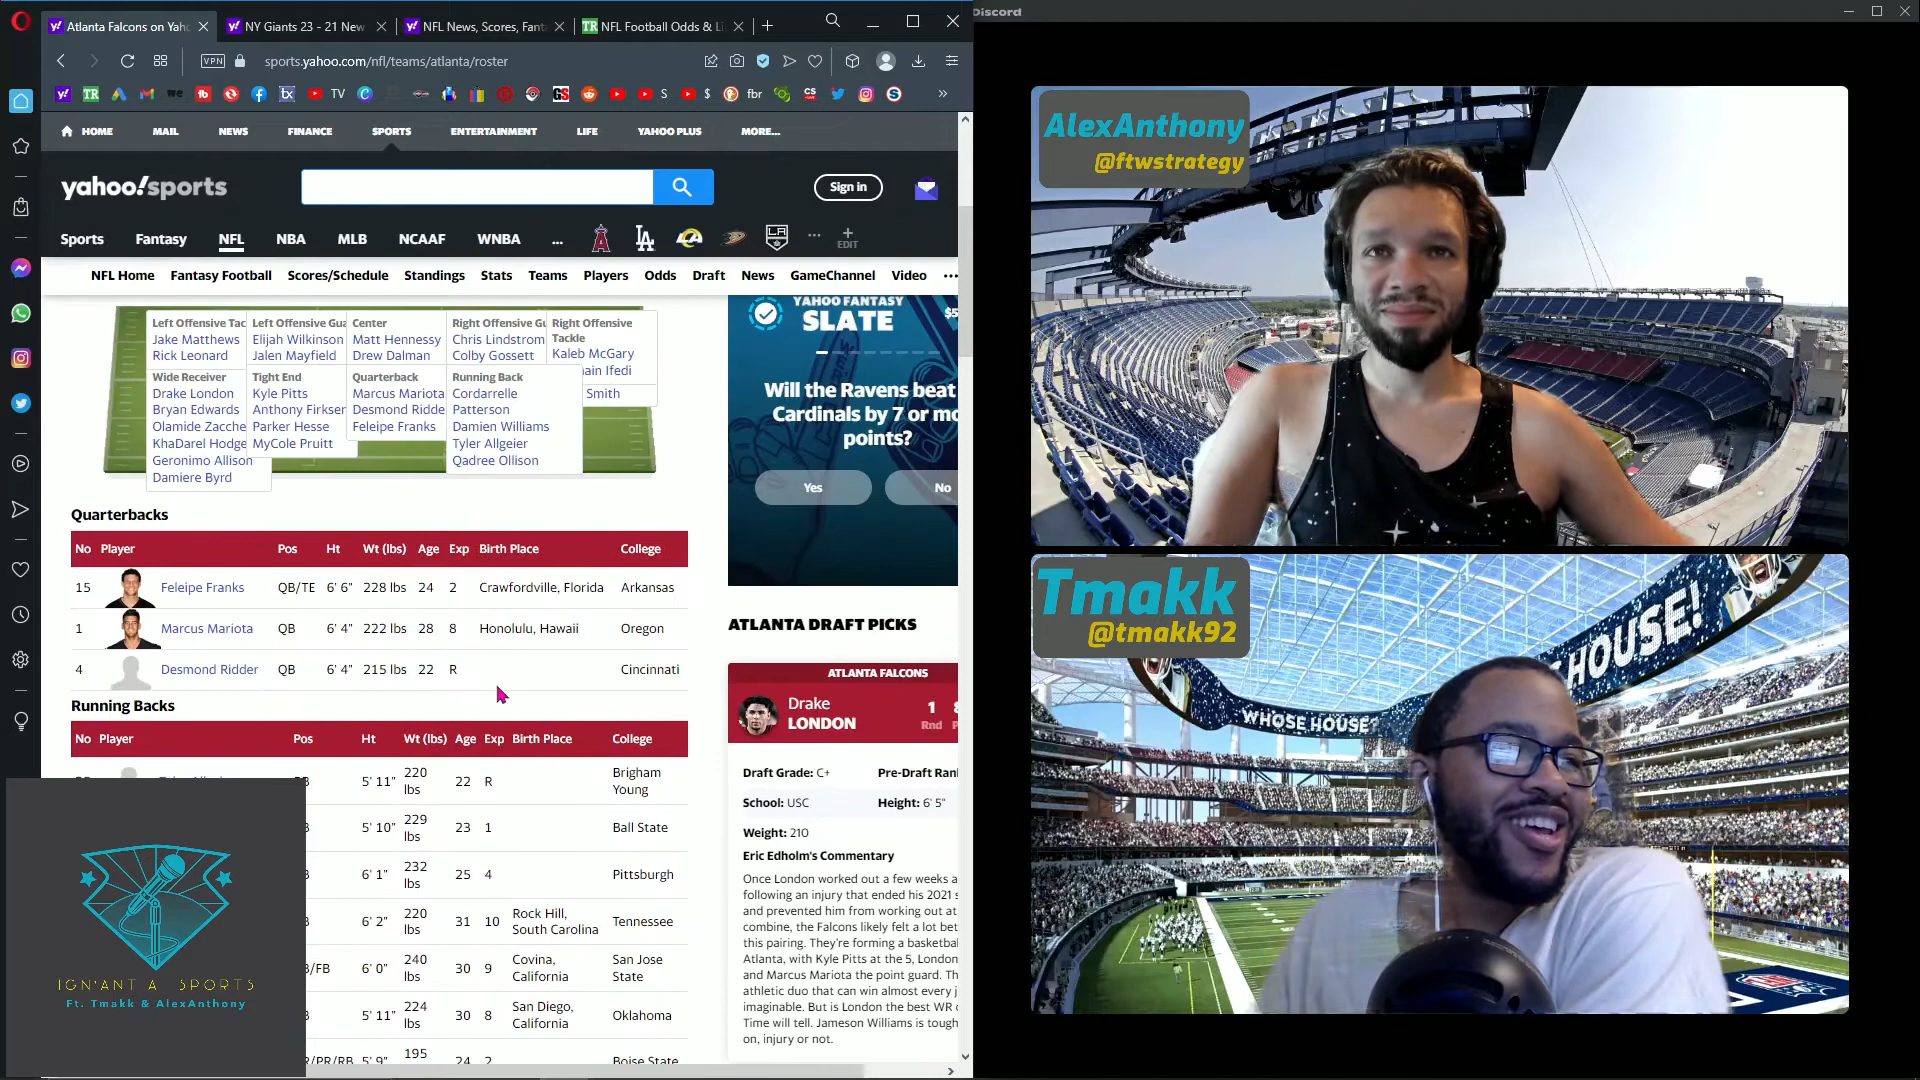 Atlanta Falcons on Yah
NY Giants 23 - 21 New
NFL News, Scores, Fanta
NFL Football Odds & Li
Discord
VPN
sports.yahoo.com/nfl/teams/atlanta/roster
TV
S
$
fbr
HOME MAIL NEWS FINANCE SPORTS ENTERTAINMENT LIFE YAHOO PLUS MORE...
yahoo!sports
Sign in
Sports Fantasy NFL NBA MLB NCAAF WNBA ... EDIT
NFL Home Fantasy Football Scores/Schedule Standings Stats Teams Players Odds Draft News GameChannel Video ...
Left Offensive Tac
Jake Matthews
Rick Leonard
Left Offensive Gua
Elijah Wilkinson
Jalen Mayfield
Center
Matt Hennessy
Drew Dalman
Right Offensive Gu
Chris Lindstrom
Colby Gossett
Right Offensive
Tackle
Kaleb McGary
ain Ifedi
Smith
Wide Receiver
Drake London
Bryan Edwards
Olamide Zacche
KhaDarel Hodge
Geronimo Allison
Damiere Byrd
Tight End
Kyle Pitts
Anthony Firkser
Parker Hesse
MyCole Pruitt
Quarterback
Marcus Mariota
Desmond Ridde
Feleipe Franks
Running Back
Cordarrelle
Patterson
Damien Williams
Tyler Allgeier
Qadree Ollison
YAHOO FANTASY
SLATE
$5
Will the Ravens beat
Cardinals by 7 or mo
points?
Yes
No
Quarterbacks
No Player Pos Ht Wt (lbs) Age Exp Birth Place College
15 Feleipe Franks QB/TE 6' 6" 228 lbs 24 2 Crawfordville, Florida Arkansas
1 Marcus Mariota QB 6' 4" 222 lbs 28 8 Honolulu, Hawaii Oregon
4 Desmond Ridder QB 6' 4" 215 lbs 22 R Cincinnati
Running Backs
No Player Pos Ht Wt (lbs) Age Exp Birth Place College
5' 11" 220 lbs 22 R Brigham Young
5' 10" 229 lbs 23 1 Ball State
6' 1" 232 lbs 25 4 Pittsburgh
6' 2" 220 lbs 31 10 Rock Hill, South Carolina Tennessee
/FB 6' 0" 240 lbs 30 9 Covina, California San Jose State
5' 11" 224 lbs 30 8 San Diego, California Oklahoma
/PR/RB 5' 9" 195 24 2 Boise State
ATLANTA DRAFT PICKS
ATLANTA FALCONS
Drake
LONDON
1
Rnd
Draft Grade: C+ Pre-Draft Ran
School: USC Height: 6' 5"
Weight: 210
Eric Edholm's Commentary
Once London worked out a few weeks a
following an injury that ended his 2021 s
and prevented him from working out at
combine, the Falcons likely felt a lot bet
this pairing. They're forming a basketbal
Atlanta, with Kyle Pitts at the 5, London
and Marcus Mariota the point guard. Th
athletic duo that can win almost every j
imaginable. But is London the best WR o
Time will tell. Jameson Williams is tough
on, injury or not.
IGN'ANT A SPORTS
Ft. Tmakk & AlexAnthony
AlexAnthony
@ftwstrategy
Tmakk
@tmakk92
WHOSE HOUSE?
HOUSE!
NFL